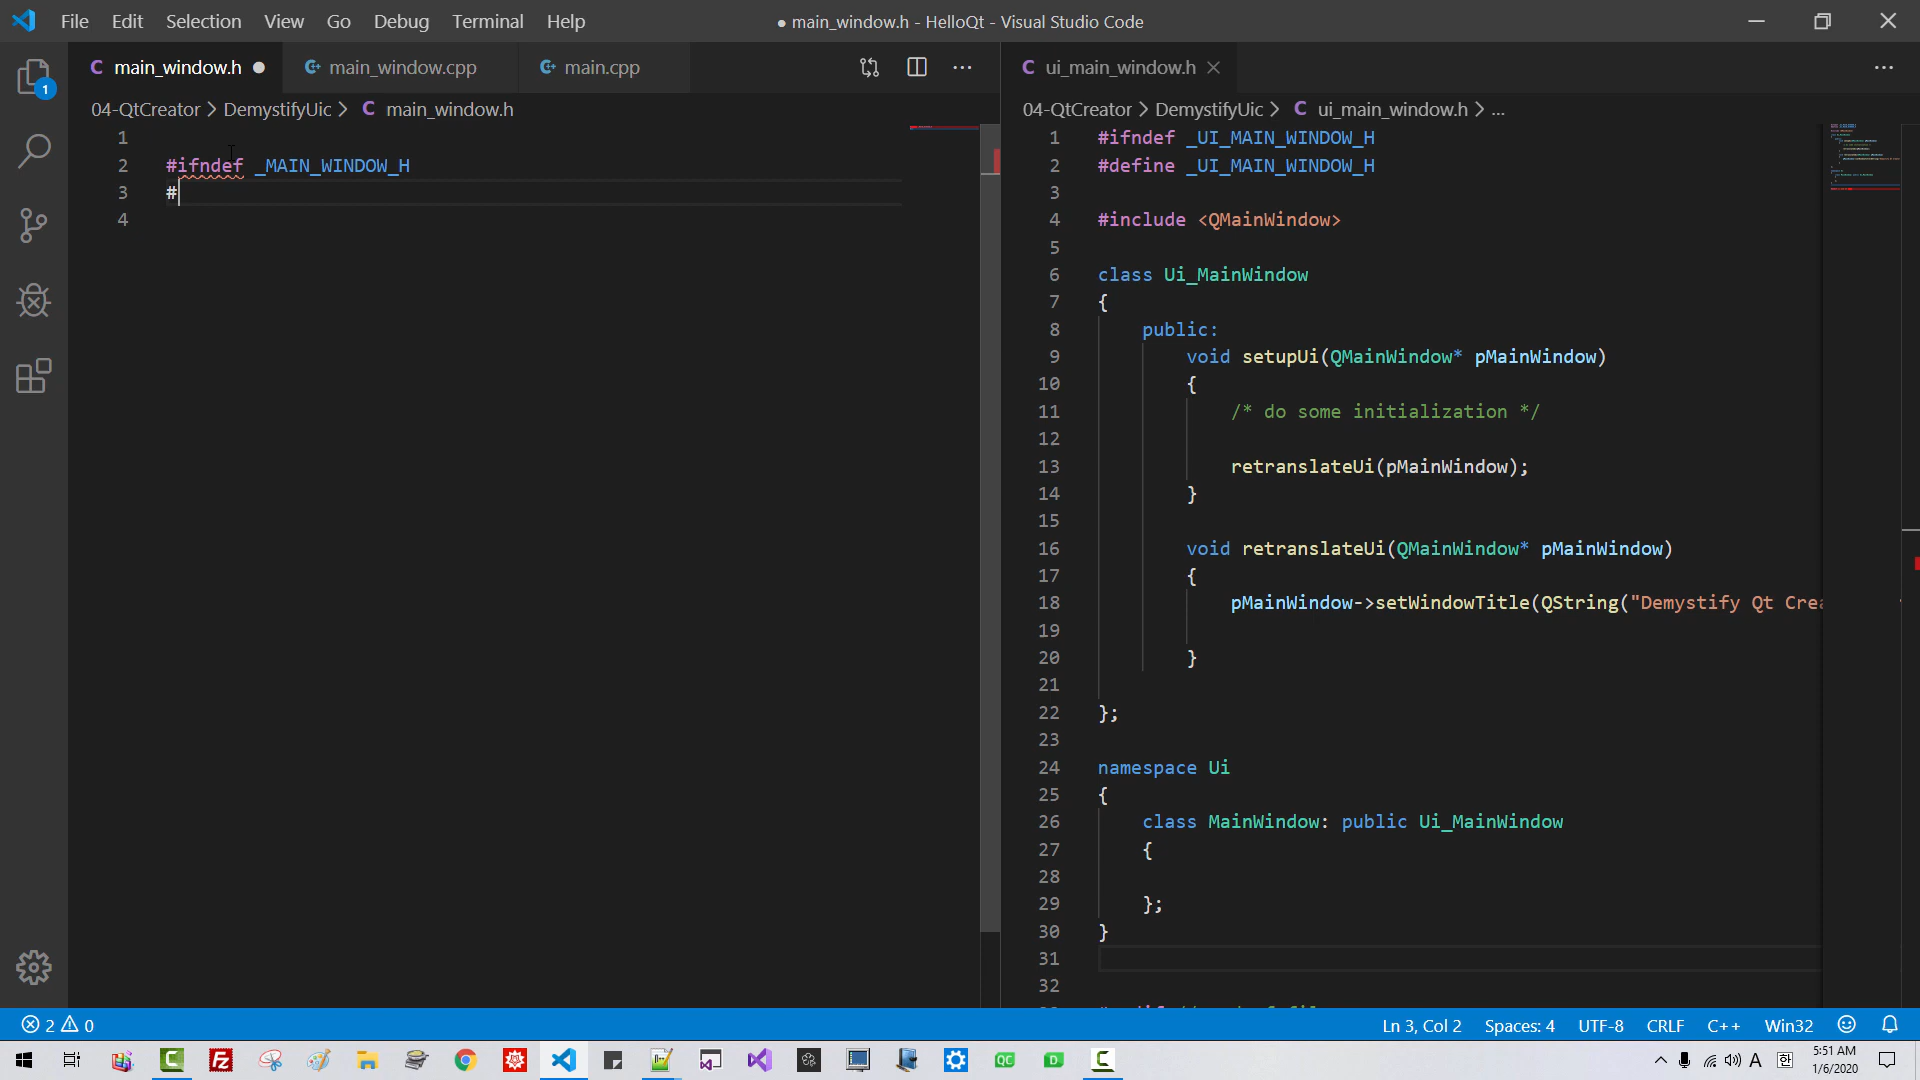 File Edit Selection View Go Debug Terminal Help
● main_window.h - HelloQt - Visual Studio Code
main_window.h ●
main_window.cpp
main.cpp
C ui_main_window.h
04-QtCreator > DemystifyUic > C main_window.h
04-QtCreator > DemystifyUic > C ui_main_window.h > ...
1
2 #ifndef _MAIN_WINDOW_H
3 #
4
1 #ifndef _UI_MAIN_WINDOW_H
2 #define _UI_MAIN_WINDOW_H
3
4 #include <QMainWindow>
5
6 class Ui_MainWindow
7 {
8 public:
9 void setupUi(QMainWindow* pMainWindow)
10 {
11 /* do some initialization */
12
13 retranslateUi(pMainWindow);
14 }
15
16 void retranslateUi(QMainWindow* pMainWindow)
17 {
18 pMainWindow->setWindowTitle(QString("Demystify Qt Crea
19
20 }
21
22 };
23
24 namespace Ui
25 {
26 class MainWindow: public Ui_MainWindow
27 {
28
29 };
30 }
31
32
1
2 0
Ln 3, Col 2 Spaces: 4 UTF-8 CRLF C++ Win32
A 한 5:51 AM
1/6/2020